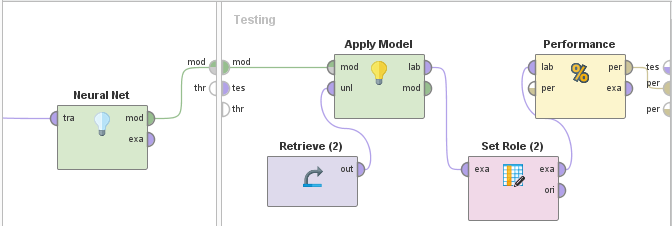 Testing
mod
thr
mod
tes
thr
Neural Net
tra
mod
exa
Apply Model
mod
lab
unl
mod
Retrieve (2)
out
Set Role (2)
exa
exa
ori
Performance
lab
per
%
per
exa
tes
per
per